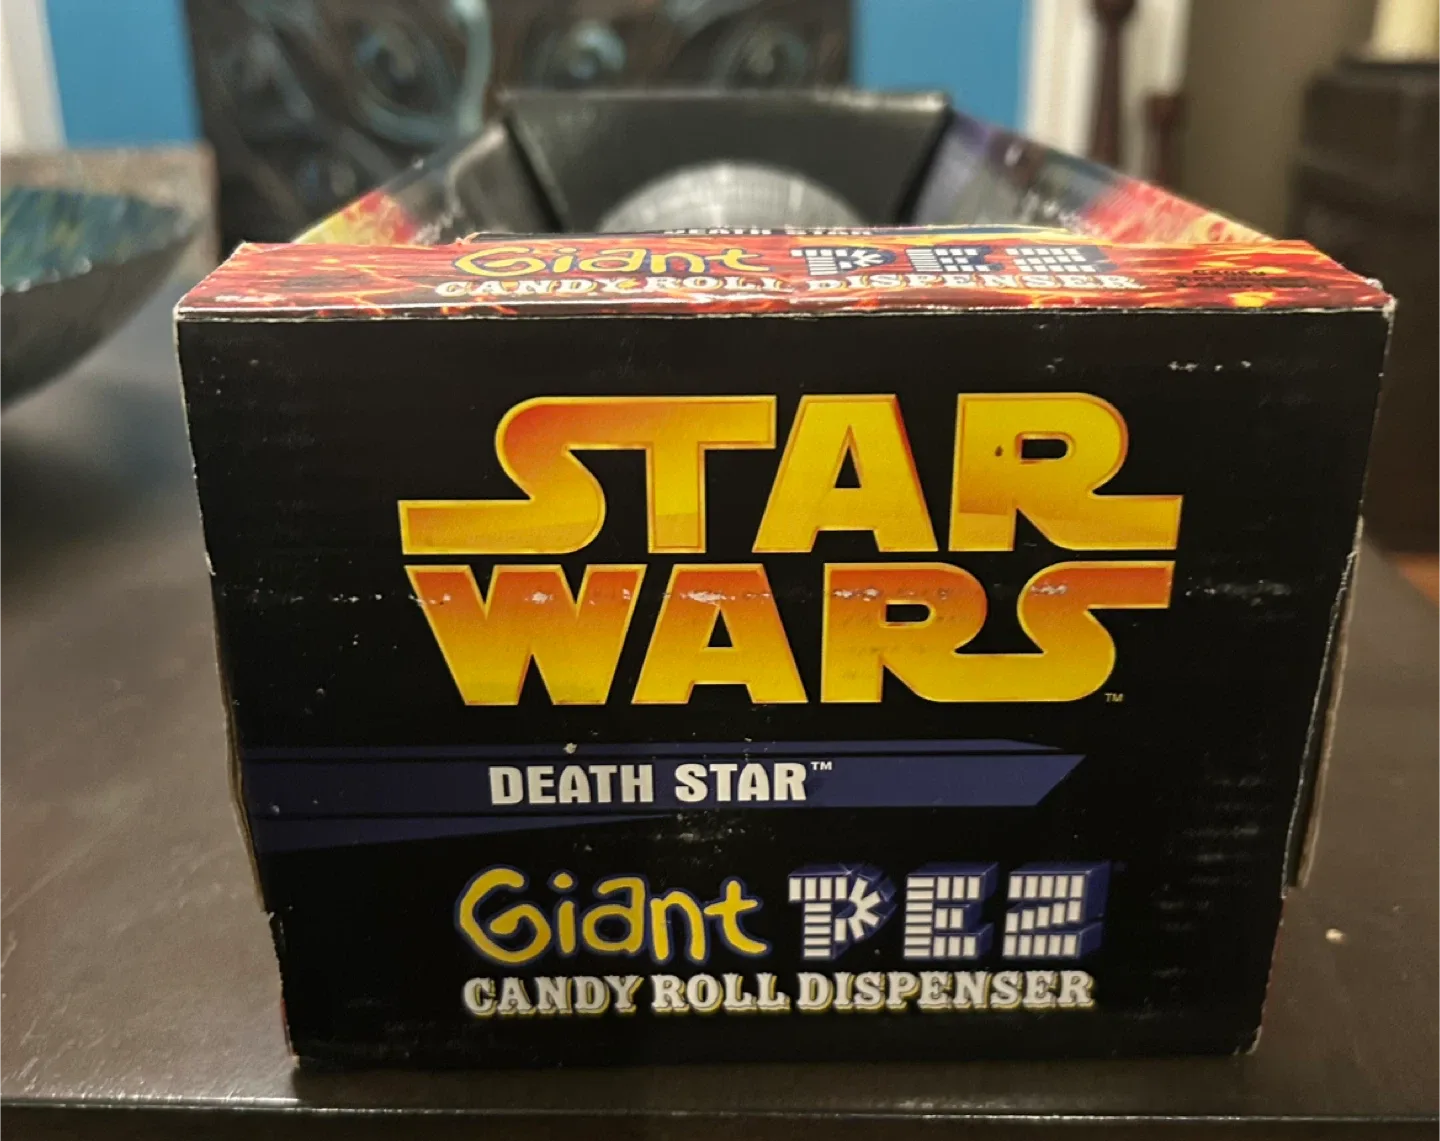 DEATH STAR
Giant PEZ
CANDY ROLL DISPENSER
STAR
WARS
TM
DEATH STAR™
Giant PEZ
CANDY ROLL DISPENSER